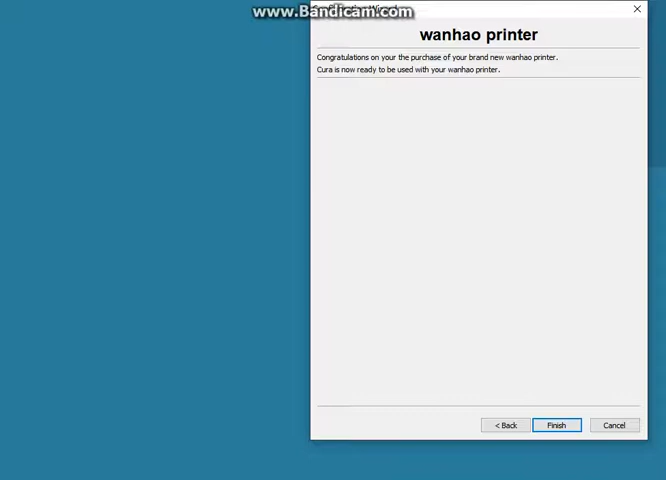 www.Bandicam.com
wanhao printer
Congratulations on your the purchase of your brand new wanhao printer.
Cura is now ready to be used with your wanhao printer.
< Back
Finish
Cancel